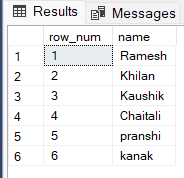 Results Messages
row_num name
1 1 Ramesh
2 2 Khilan
3 3 Kaushik
4 4 Chaitali
5 5 pranshi
6 6 kanak